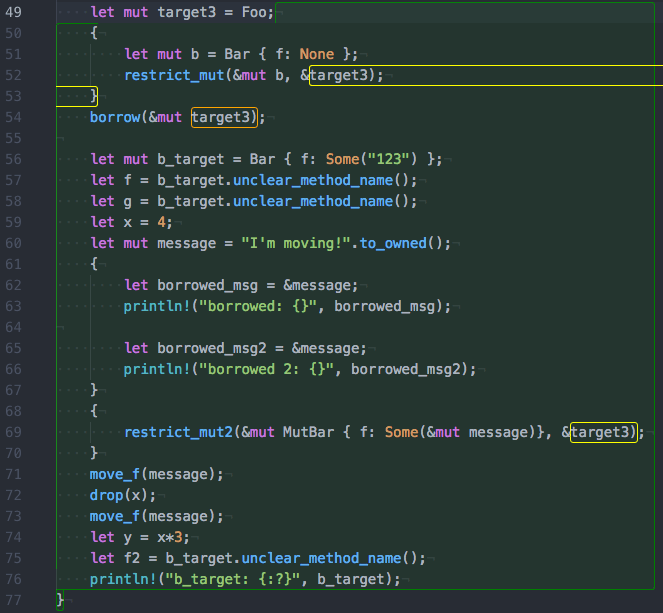 49 let mut target3 = Foo;
50 {
51 let mut b = Bar { f: None };
52 restrict_mut(&mut b, &target3);
53 }
54 borrow(&mut target3);
55
56 let mut b_target = Bar { f: Some("123") };
57 let f = b_target.unclear_method_name();
58 let g = b_target.unclear_method_name();
59 let x = 4;
60 let mut message = "I'm moving!".to_owned();
61 {
62 let borrowed_msg = &message;
63 println!("borrowed: {}", borrowed_msg);
64
65 let borrowed_msg2 = &message;
66 println!("borrowed 2: {}", borrowed_msg2);
67 }
68 {
69 restrict_mut2(&mut MutBar { f: Some(&mut message)}, &target3);
70 }
71 move_f(message);
72 drop(x);
73 move_f(message);
74 let y = x*3;
75 let f2 = b_target.unclear_method_name();
76 println!("b_target: {:?}", b_target);
77 }